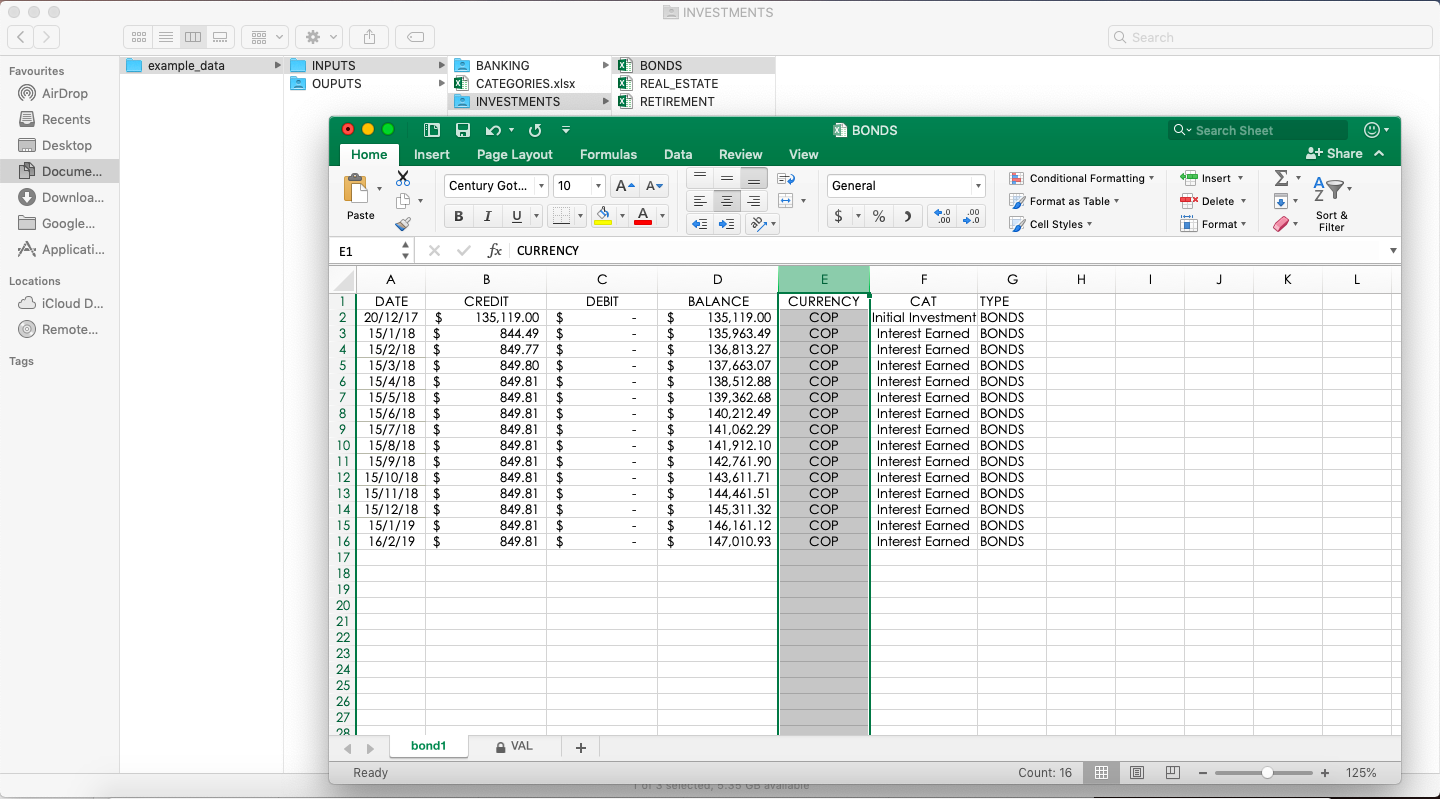 INVESTMENTS
Search
Favourites
AirDrop
Recents
Desktop
Docume...
Downloa...
Google...
Applicati...
Locations
iCloud D...
Remote...
Tags
example_data
INPUTS
OUPUTS
BANKING
CATEGORIES.xlsx
INVESTMENTS
BONDS
REAL_ESTATE
RETIREMENT
BONDS
Search Sheet
Home Insert Page Layout Formulas Data Review View Share
Paste
Century Got... 10
B I U
General
$ %
Conditional Formatting
Format as Table
Cell Styles
Insert
Delete
Format
Sort & Filter
E1 fx CURRENCY
A B C D E F G H I J K L
1 DATE CREDIT DEBIT BALANCE CURRENCY CAT TYPE
2 20/12/17 $ 135,119.00 $ - $ 135,119.00 COP Initial Investment BONDS
3 15/1/18 $ 844.49 $ - $ 135,963.49 COP Interest Earned BONDS
4 15/2/18 $ 849.77 $ - $ 136,813.27 COP Interest Earned BONDS
5 15/3/18 $ 849.80 $ - $ 137,663.07 COP Interest Earned BONDS
6 15/4/18 $ 849.81 $ - $ 138,512.88 COP Interest Earned BONDS
7 15/5/18 $ 849.81 $ - $ 139,362.68 COP Interest Earned BONDS
8 15/6/18 $ 849.81 $ - $ 140,212.49 COP Interest Earned BONDS
9 15/7/18 $ 849.81 $ - $ 141,062.29 COP Interest Earned BONDS
10 15/8/18 $ 849.81 $ - $ 141,912.10 COP Interest Earned BONDS
11 15/9/18 $ 849.81 $ - $ 142,761.90 COP Interest Earned BONDS
12 15/10/18 $ 849.81 $ - $ 143,611.71 COP Interest Earned BONDS
13 15/11/18 $ 849.81 $ - $ 144,461.51 COP Interest Earned BONDS
14 15/12/18 $ 849.81 $ - $ 145,311.32 COP Interest Earned BONDS
15 15/1/19 $ 849.81 $ - $ 146,161.12 COP Interest Earned BONDS
16 16/2/19 $ 849.81 $ - $ 147,010.93 COP Interest Earned BONDS
17
18
19
20
21
22
23
24
25
26
27
28
bond1 VAL
Ready Count: 16 125%
1 of 3 selected, 5.35 GB available